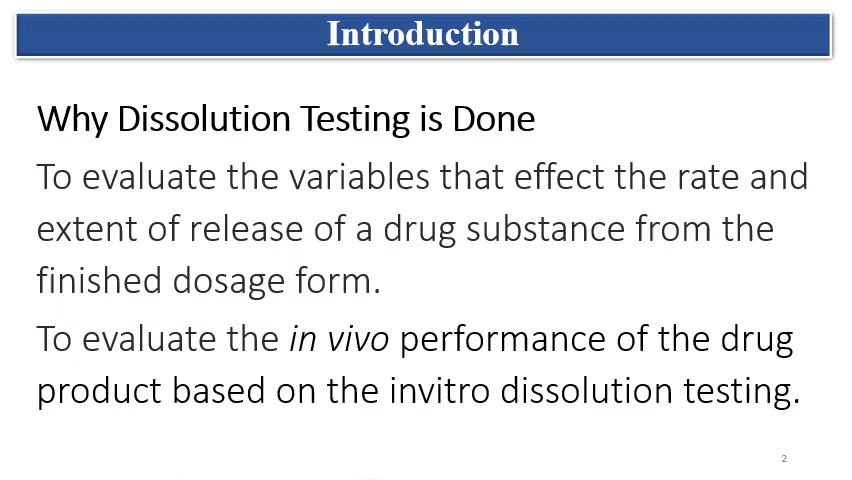 Introduction
Why Dissolution Testing is Done
To evaluate the variables that effect the rate and
extent of release of a drug substance from the
finished dosage form.
To evaluate the in vivo performance of the drug
product based on the invitro dissolution testing.
2